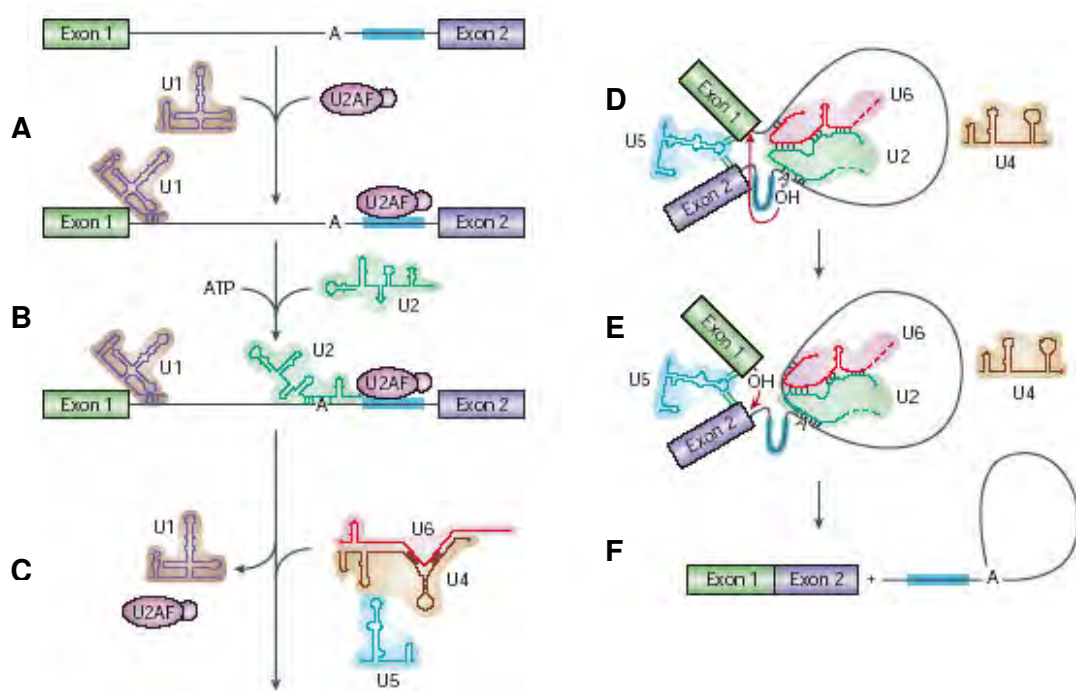 Exon 1
A
Exon 2
U1
U2AF
A
U1
U2AF
Exon 1
A
Exon 2
ATP
U2
B
U1
U2
U2AF
Exon 1
A
Exon 2
U1
U6
C
U4
U2AF
U5
D
Exon 1
U6
U5
U2
U4
Exon 2
A
OH
E
Exon 1
U6
U5
OH
U4
U2
Exon 2
A
F
Exon 1 Exon 2 + A